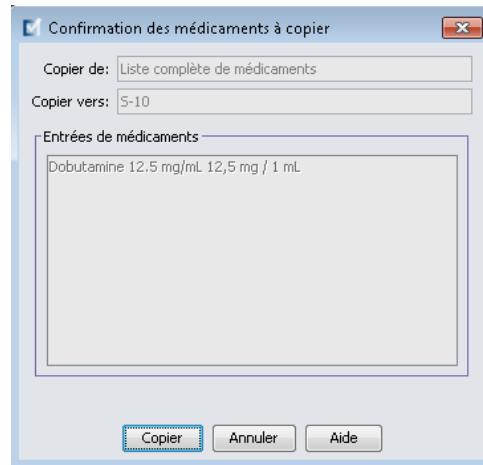 Confirmation des médicaments à copier
Copier de: Liste complète de médicaments
Copier vers: S-10
Entrées de médicaments
Dobutamine 12.5 mg/mL 12,5 mg / 1 mL
Copier Annuler Aide